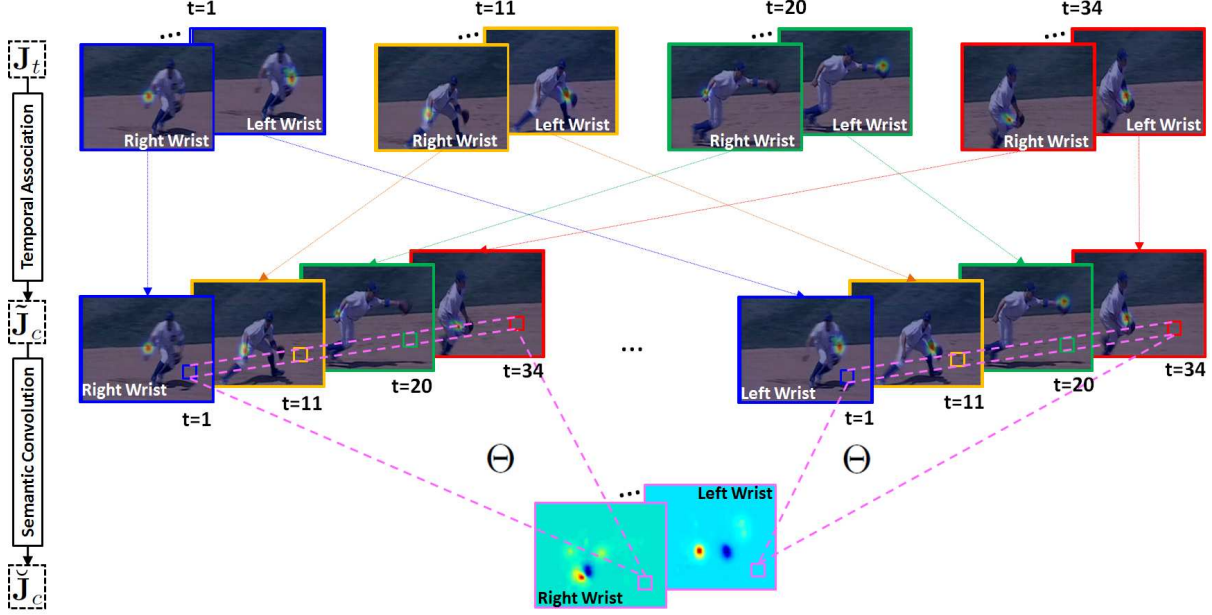 t=1
t=11
t=20
t=34
...
...
...
...
J_t
Right Wrist
Left Wrist
Right Wrist
Left Wrist
Right Wrist
Left Wrist
Right Wrist
Left Wrist
Temporal Association
J̃_c
Right Wrist
t=1
t=11
t=20
t=34
...
Left Wrist
t=1
t=11
t=20
t=34
Semantic Convolution
Θ
Θ
...
Left Wrist
Right Wrist
J̆_c